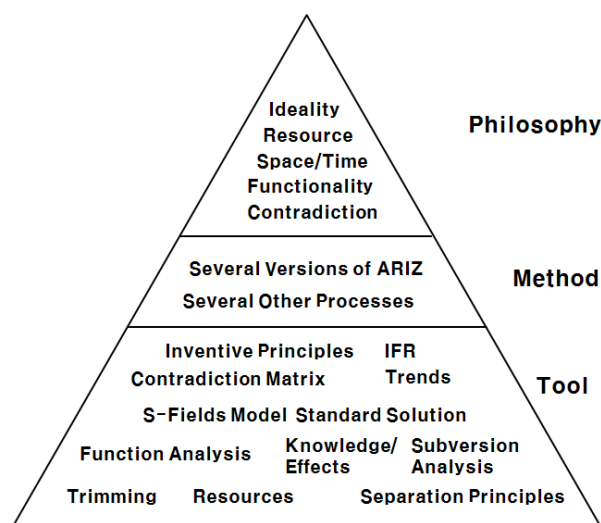 Ideality
Resource
Space/Time
Functionality
Contradiction
Philosophy
Several Versions of ARIZ
Several Other Processes
Method
Inventive Principles IFR
Contradiction Matrix Trends
Tool
S-Fields Model Standard Solution
Function Analysis Knowledge/ Subversion
Effects Analysis
Trimming Resources Separation Principles